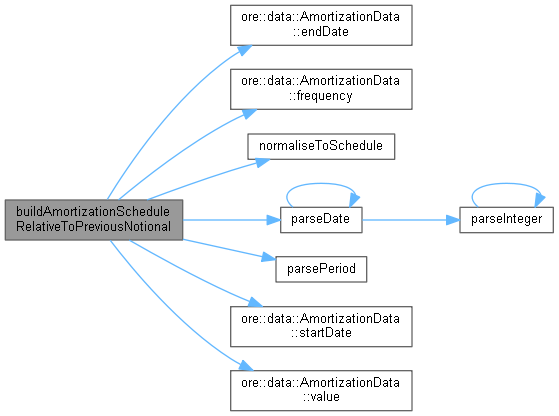 ore::data::AmortizationData
::endDate
ore::data::AmortizationData
::frequency
normaliseToSchedule
buildAmortizationSchedule
RelativeToPreviousNotional
parseDate
parseInteger
parsePeriod
ore::data::AmortizationData
::startDate
ore::data::AmortizationData
::value